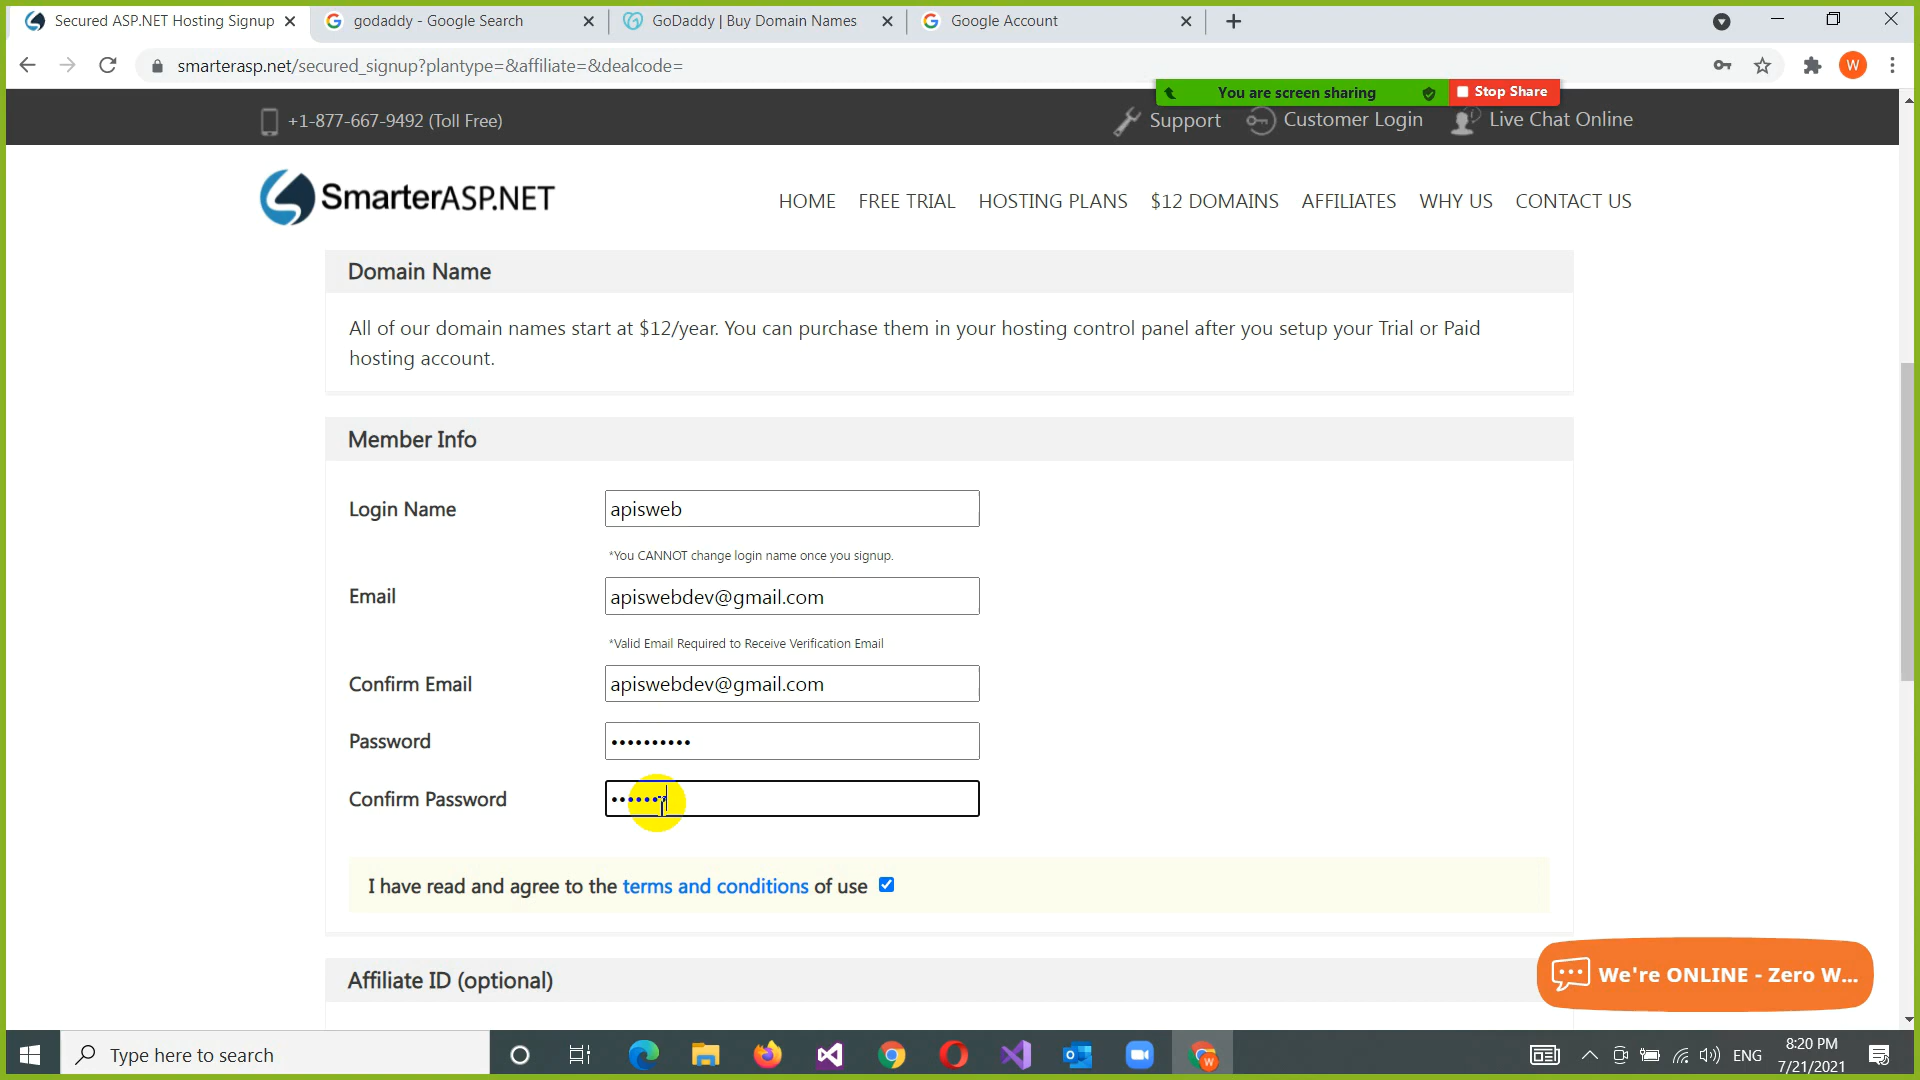 Secured ASP.NET Hosting Signup
godaddy - Google Search
GoDaddy | Buy Domain Names
Google Account
smarterasp.net/secured_signup?plantype=&affiliate=&dealcode=
W
You are screen sharing
Stop Share
+1-877-667-9492 (Toll Free)
Support
Customer Login
Live Chat Online
SmarterASP.NET
HOME
FREE TRIAL
HOSTING PLANS
$12 DOMAINS
AFFILIATES
WHY US
CONTACT US
Domain Name
All of our domain names start at $12/year. You can purchase them in your hosting control panel after you setup your Trial or Paid
hosting account.
Member Info
Login Name
apisweb
*You CANNOT change login name once you signup.
Email
apiswebdev@gmail.com
*Valid Email Required to Receive Verification Email
Confirm Email
apiswebdev@gmail.com
Password
Confirm Password
I have read and agree to the terms and conditions of use
Affiliate ID (optional)
We're ONLINE - Zero W...
Type here to search
W
ENG
8:20 PM
7/21/2021